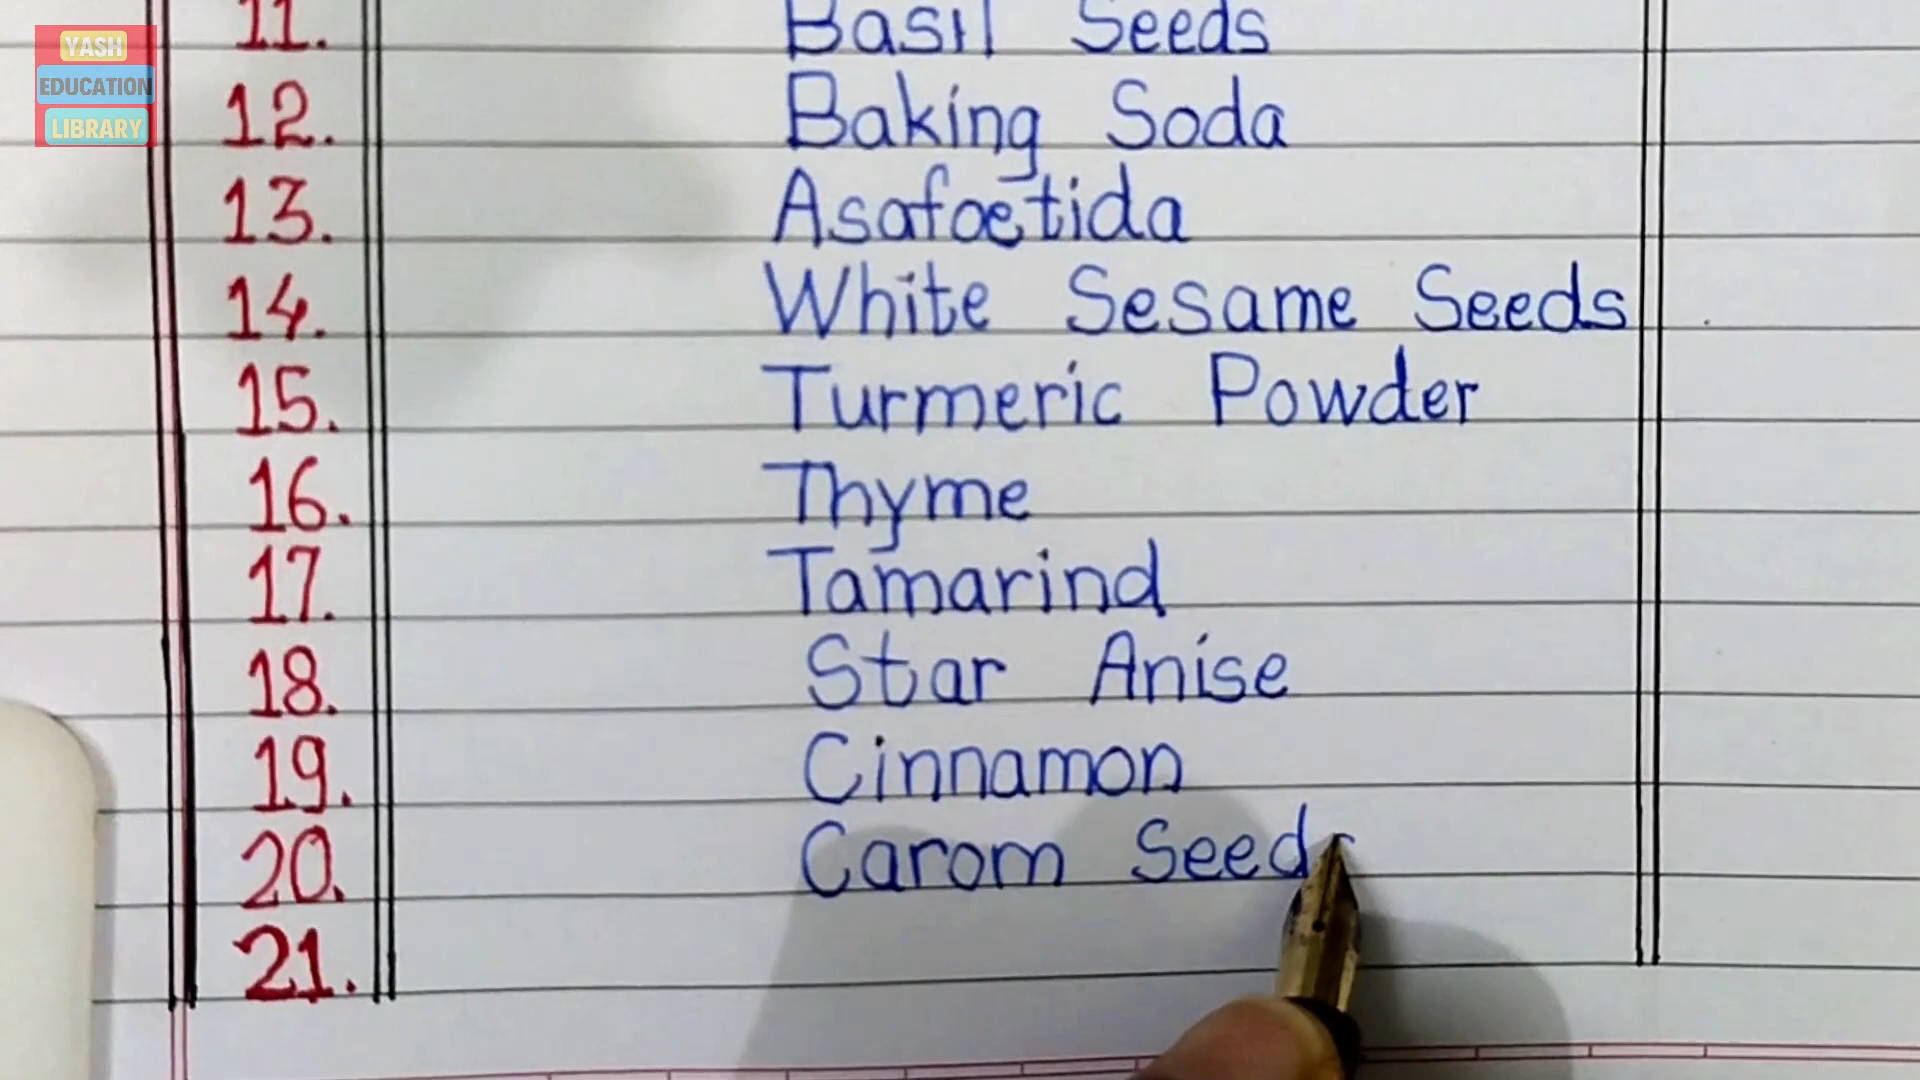 YASH
EDUCATION
LIBRARY
11. Basil Seeds
12. Baking Soda
13. Asafoetida
14. White Sesame Seeds
15. Turmeric Powder
16. Thyme
17. Tamarind
18. Star Anise
19. Cinnamon
20. Carom Seeds
21.